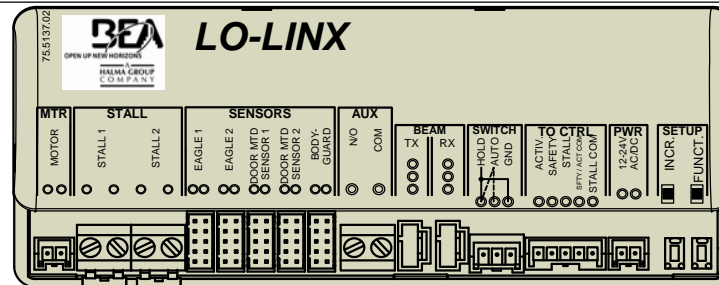 75.5137.02
BEA
OPEN UP NEW HORIZONS
A
HALMA GROUP
COMPANY
LO-LINX
MTR
STALL
SENSORS
AUX
BEAM
SWITCH
TO CTRL
PWR
SETUP
MOTOR
STALL 1
STALL 2
EAGLE 1
EAGLE 2
DOOR MTD
SENSOR 1
DOOR MTD
SENSOR 2
BODY-
GUARD
N/O
COM
TX
RX
HOLD
AUTO
GND
ACTIV.
SAFETY
STALL
SFTY / ACT COM
STALL COM
12-24V
AC/DC
INCR.
FUNCT.